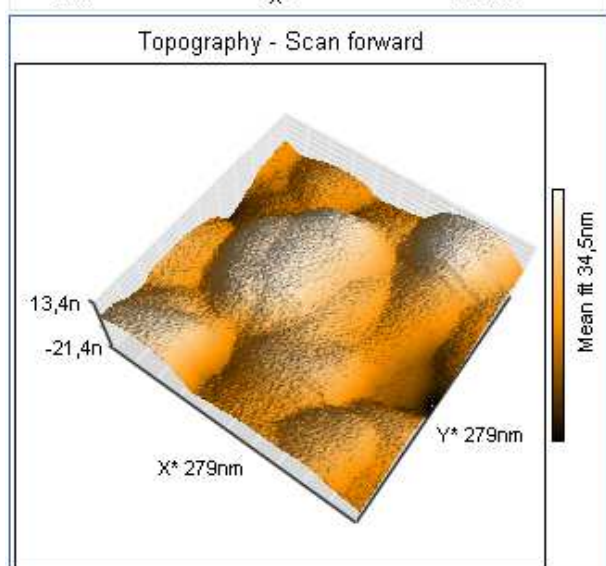 Topography - Scan forward
13,4n
-21,4n
X* 279nm
Y* 279nm
Mean fit 34,5nm